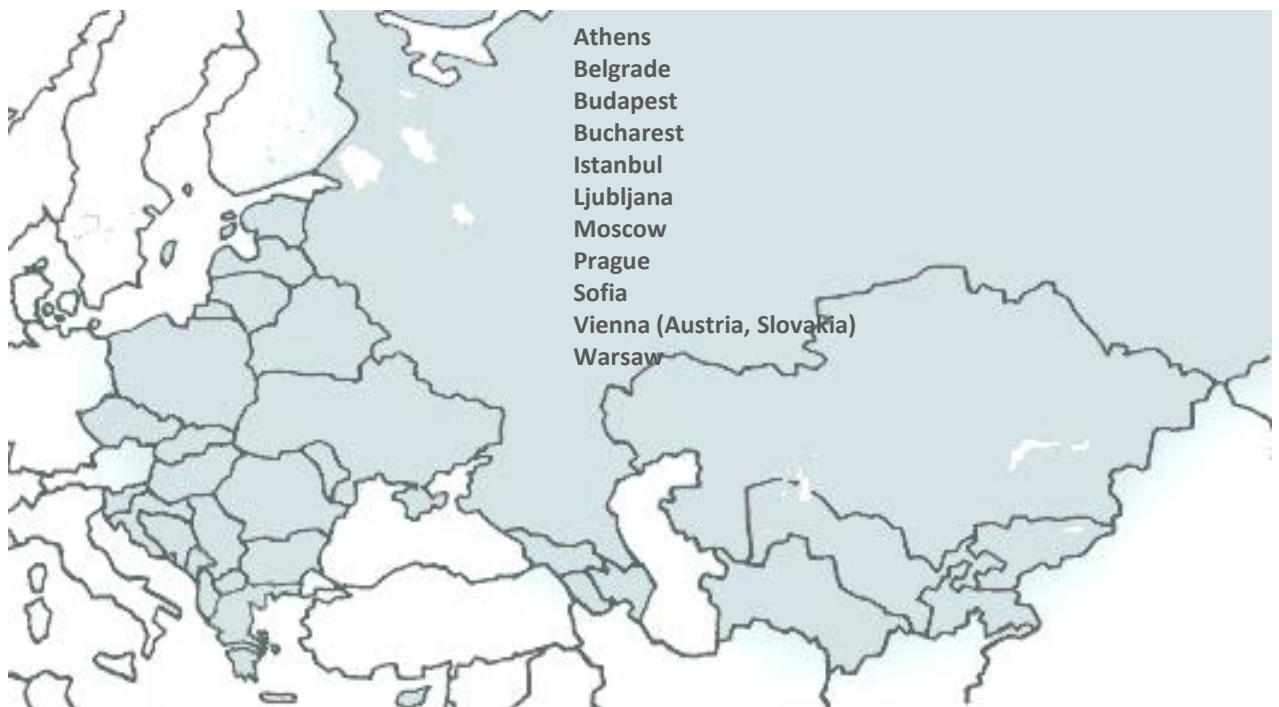 Athens
Belgrade
Budapest
Bucharest
Istanbul
Ljubljana
Moscow
Prague
Sofia
Vienna (Austria, Slovakia)
Warsaw